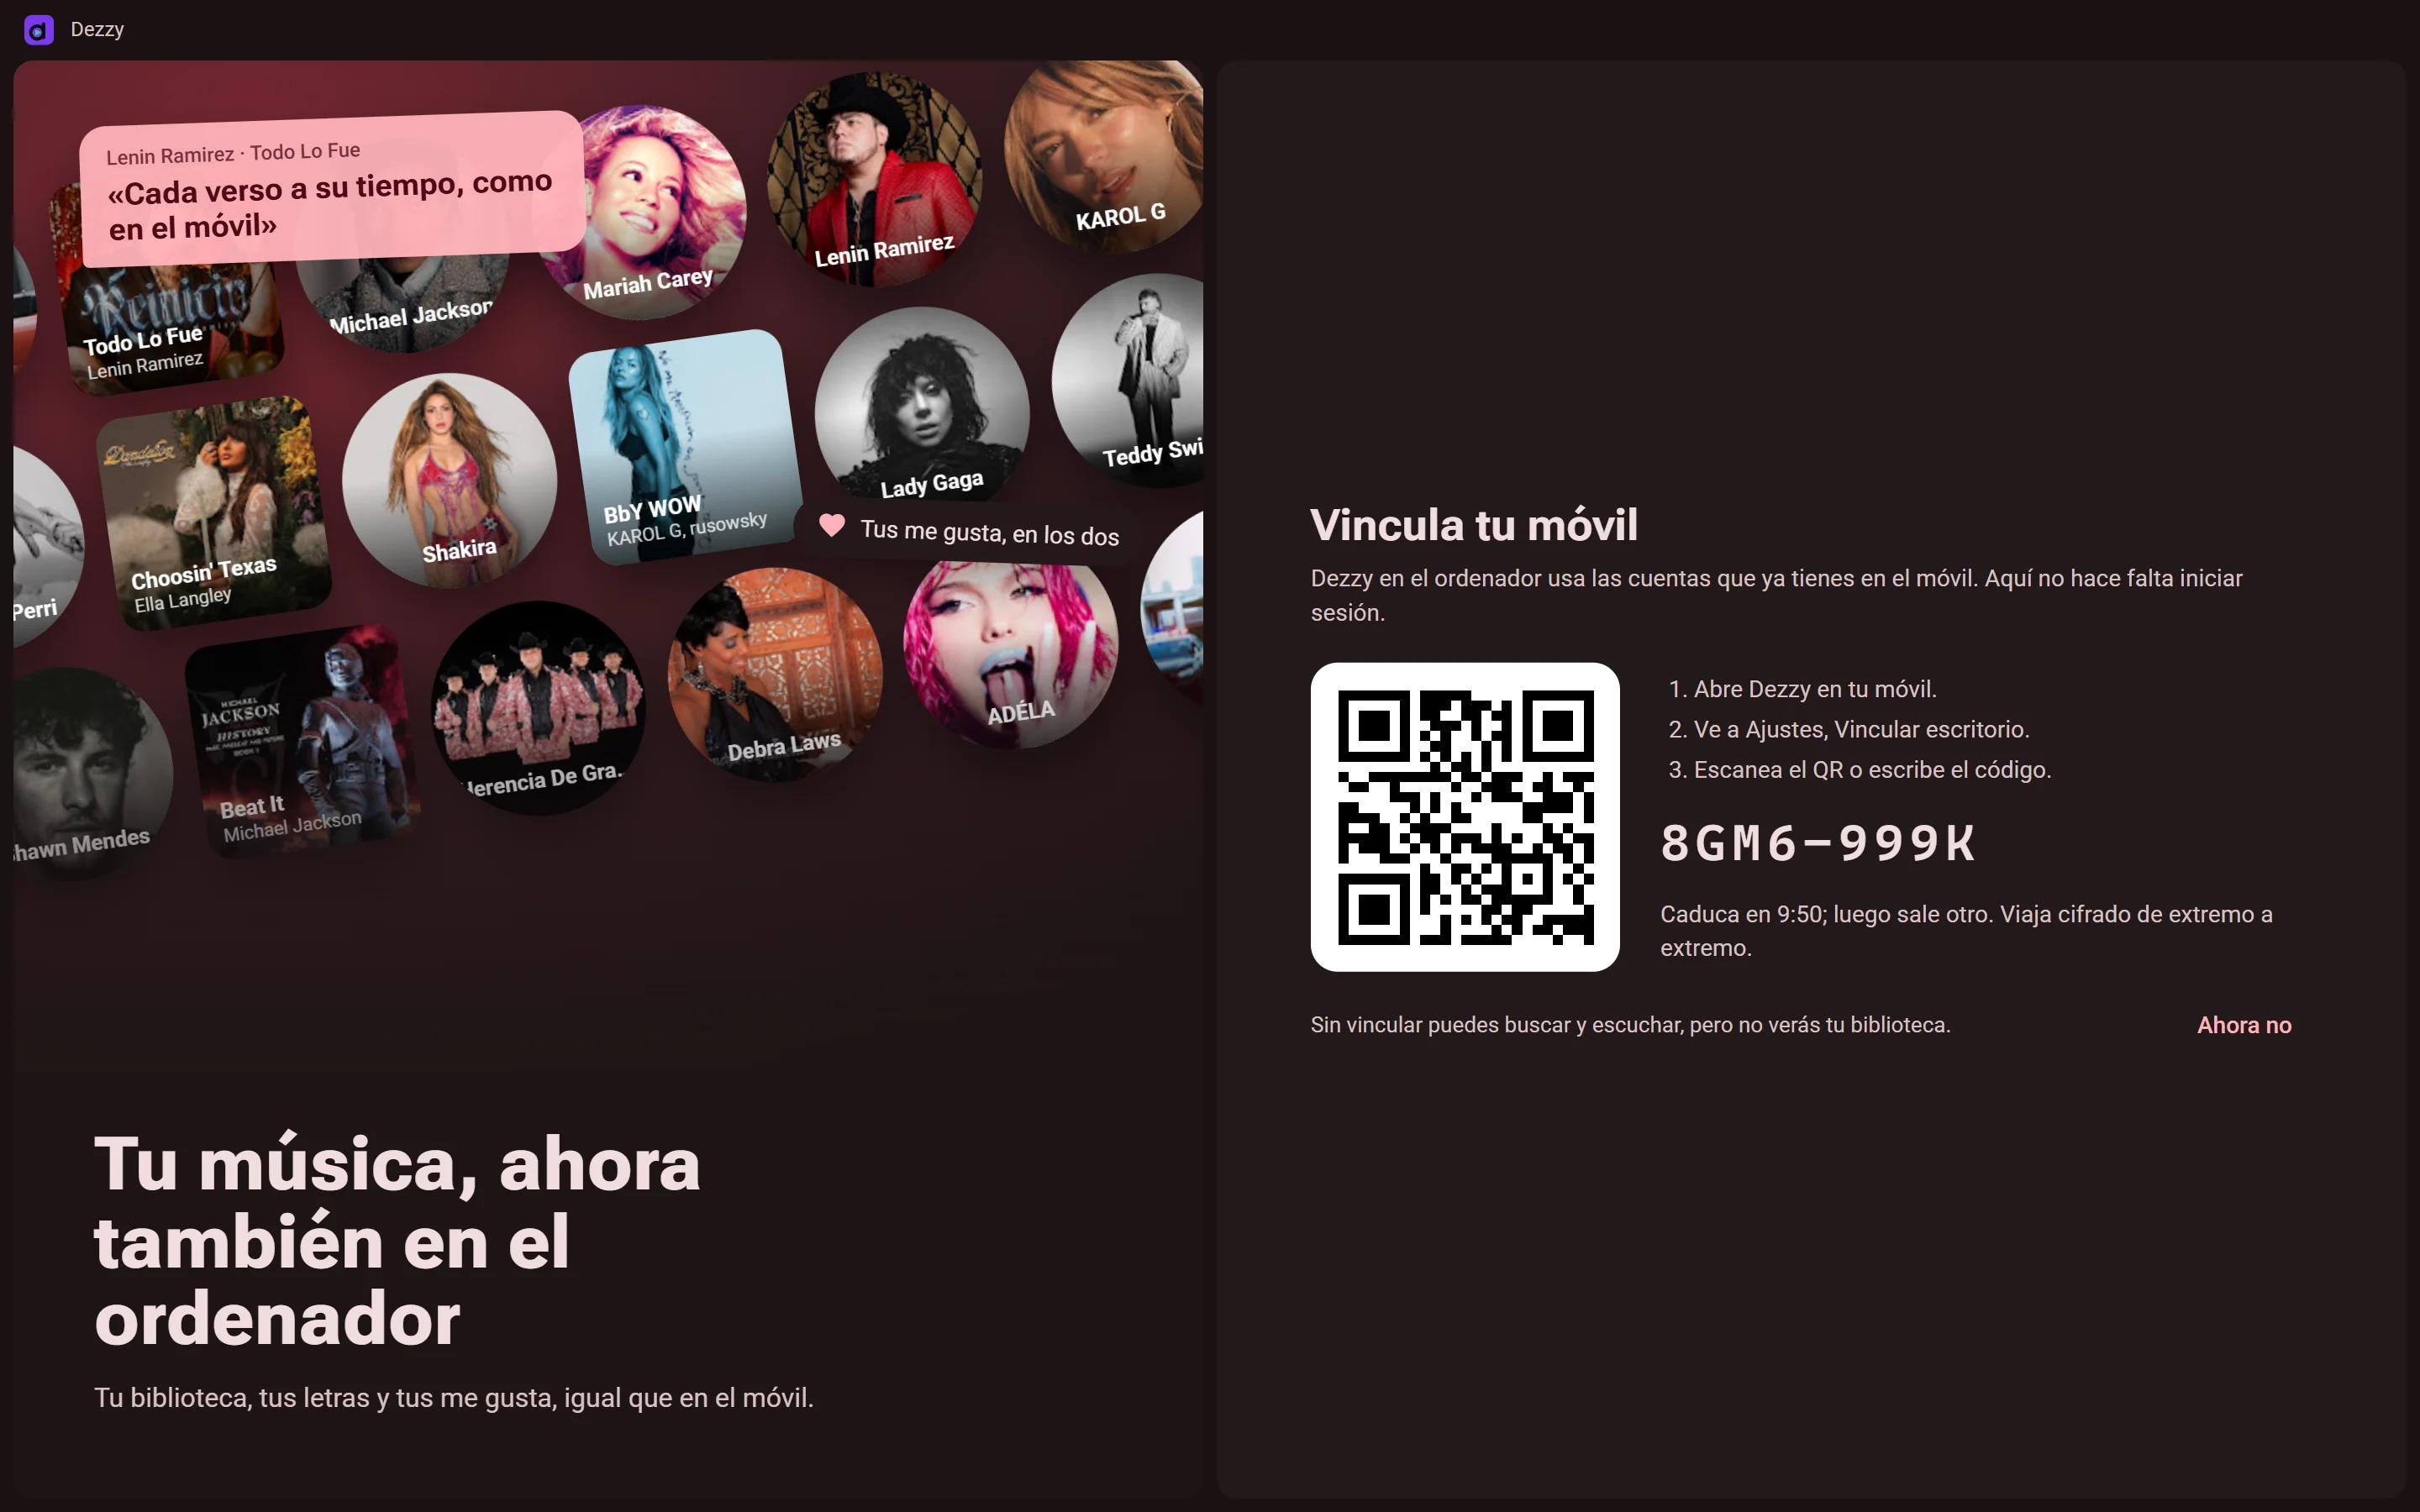 Dezzy
Lenin Ramirez · Todo Lo Fue
«Cada verso a su tiempo, como
en el móvil»
Reinicio
Todo Lo Fue
Lenin Ramirez
Michael Jackson
Mariah Carey
Lenin Ramirez
KAROL G
Perri
Dandelion
Choosin' Texas
Ella Langley
Shakira
BbY WOW
KAROL G, rusowsky
Lady Gaga
Teddy Swi
Tus me gusta, en los dos
hawn Mendes
MICHAEL
JACKSON
HISTORY
Beat It
Michael Jackson
Herencia De Gra...
Debra Laws
ADÉLA
Tu música, ahora
también en el
ordenador
Tu biblioteca, tus letras y tus me gusta, igual que en el móvil.
Vincula tu móvil
Dezzy en el ordenador usa las cuentas que ya tienes en el móvil. Aquí no hace falta iniciar
sesión.
1. Abre Dezzy en tu móvil.
2. Ve a Ajustes, Vincular escritorio.
3. Escanea el QR o escribe el código.
8GM6-999K
Caduca en 9:50; luego sale otro. Viaja cifrado de extremo a
extremo.
Sin vincular puedes buscar y escuchar, pero no verás tu biblioteca.
Ahora no